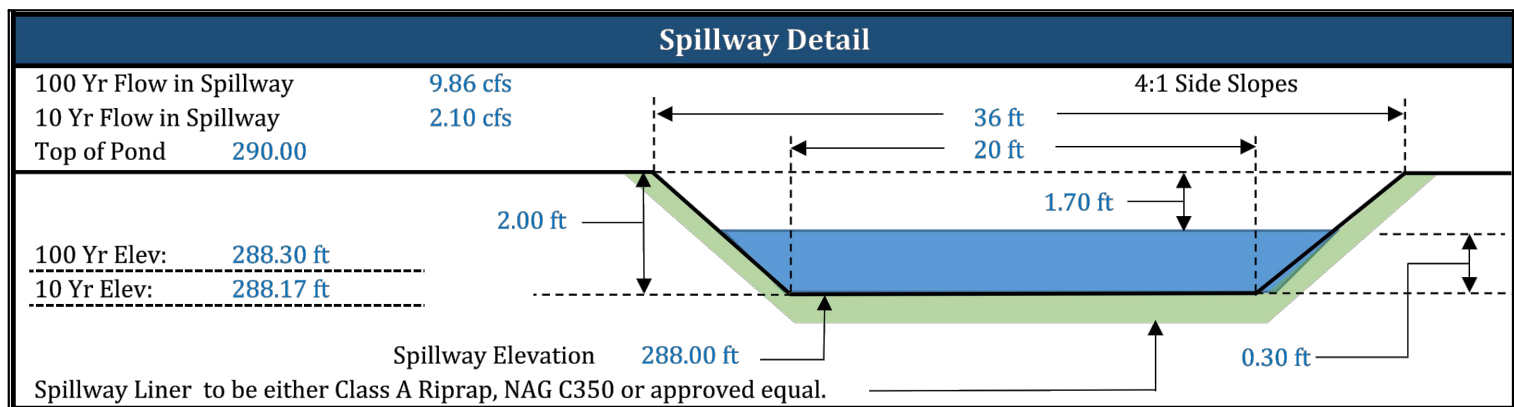 Spillway Detail
100 Yr Flow in Spillway 9.86 cfs 4:1 Side Slopes
10 Yr Flow in Spillway 2.10 cfs 36 ft
Top of Pond 290.00 20 ft
2.00 ft 1.70 ft
100 Yr Elev: 288.30 ft
10 Yr Elev: 288.17 ft
Spillway Elevation 288.00 ft 0.30 ft
Spillway Liner to be either Class A Riprap, NAG C350 or approved equal.